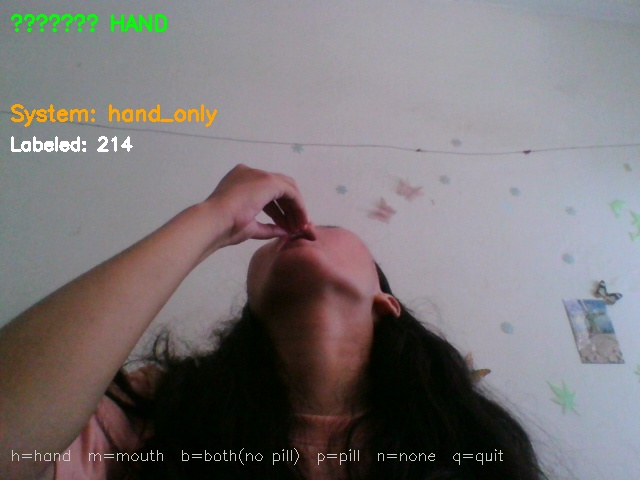 ??????? HAND
System: hand_only
Labeled: 214
h=hand m=mouth b=both(no pill) p=pill n=none q=quit